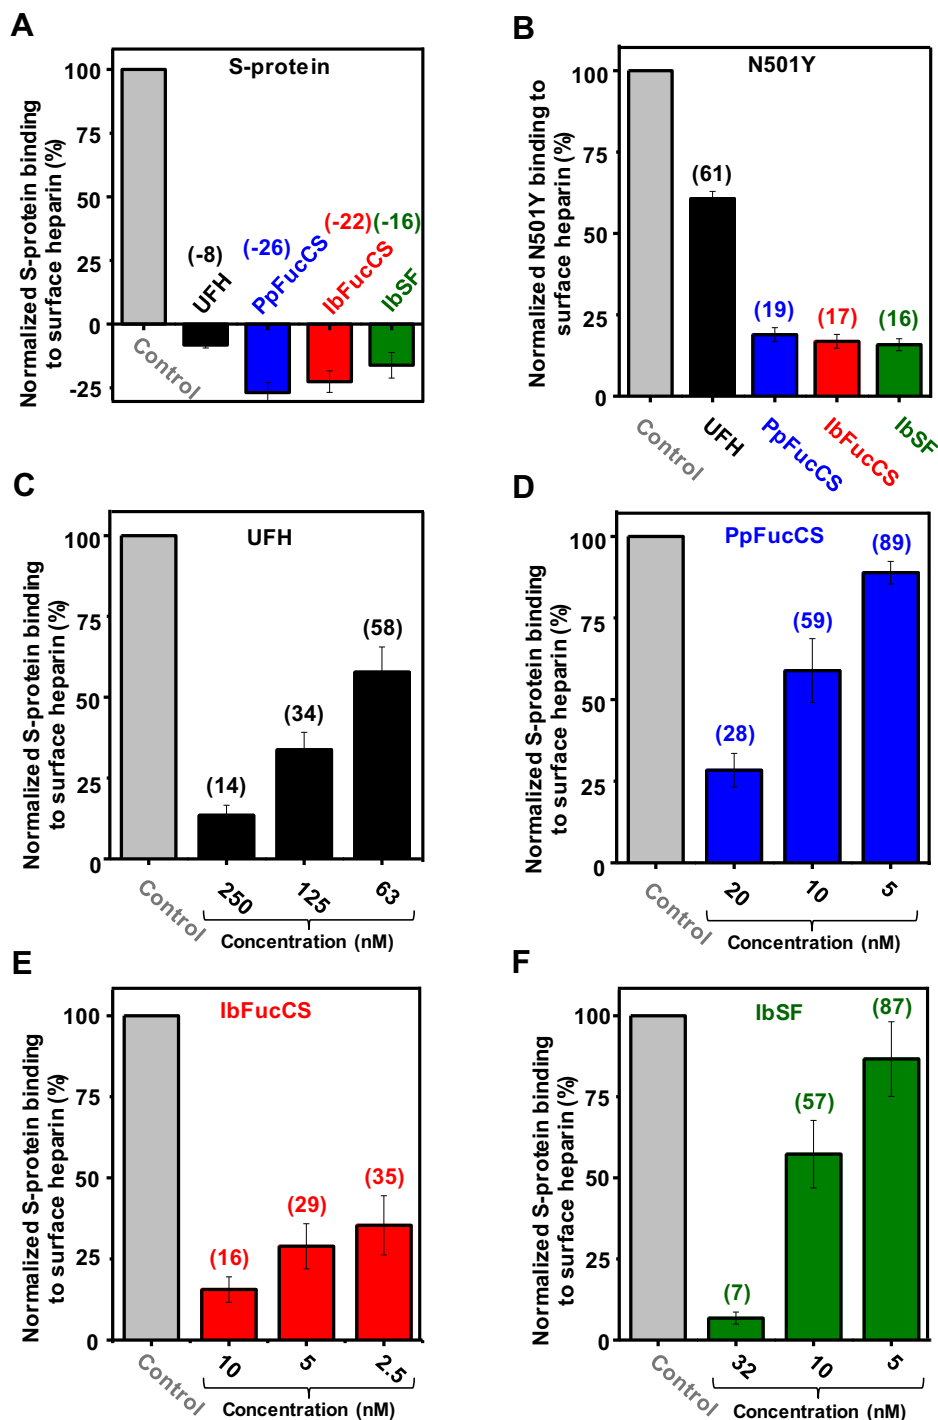 A
S-protein
Normalized S-protein binding
to surface heparin (%)
100
75
50
25
0
-25
(-8)
(-26)
(-22)
(-16)
UFH
PpFucCS
IbFucCS
IbSF
Control
B
N501Y
Normalized N501Y binding to
surface heparin (%)
100
75
50
25
0
(61)
(19)
(17)
(16)
Control
UFH
PpFucCS
IbFucCS
IbSF
C
UFH
Normalized S-protein binding
to surface heparin (%)
100
75
50
25
0
(14)
(34)
(58)
Control
250
125
63
Concentration (nM)
D
PpFucCS
Normalized S-protein binding
to surface heparin (%)
100
75
50
25
0
(28)
(59)
(89)
Control
20
10
5
Concentration (nM)
E
IbFucCS
Normalized S-protein binding
to surface heparin (%)
100
75
50
25
0
(16)
(29)
(35)
Control
10
5
2.5
Concentration (nM)
F
IbSF
Normalized S-protein binding
to surface heparin (%)
100
75
50
25
0
(7)
(57)
(87)
Control
32
10
5
Concentration (nM)